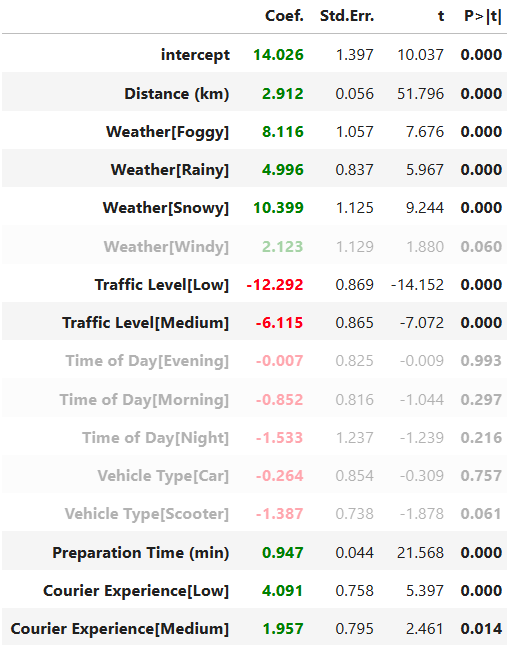 Coef. Std.Err. t P>|t|
intercept 14.026 1.397 10.037 0.000
Distance (km) 2.912 0.056 51.796 0.000
Weather[Foggy] 8.116 1.057 7.676 0.000
Weather[Rainy] 4.996 0.837 5.967 0.000
Weather[Snowy] 10.399 1.125 9.244 0.000
Weather[Windy] 2.123 1.129 1.880 0.060
Traffic Level[Low] -12.292 0.869 -14.152 0.000
Traffic Level[Medium] -6.115 0.865 -7.072 0.000
Time of Day[Evening] -0.007 0.825 -0.009 0.993
Time of Day[Morning] -0.852 0.816 -1.044 0.297
Time of Day[Night] -1.533 1.237 -1.239 0.216
Vehicle Type[Car] -0.264 0.854 -0.309 0.757
Vehicle Type[Scooter] -1.387 0.738 -1.878 0.061
Preparation Time (min) 0.947 0.044 21.568 0.000
Courier Experience[Low] 4.091 0.758 5.397 0.000
Courier Experience[Medium] 1.957 0.795 2.461 0.014